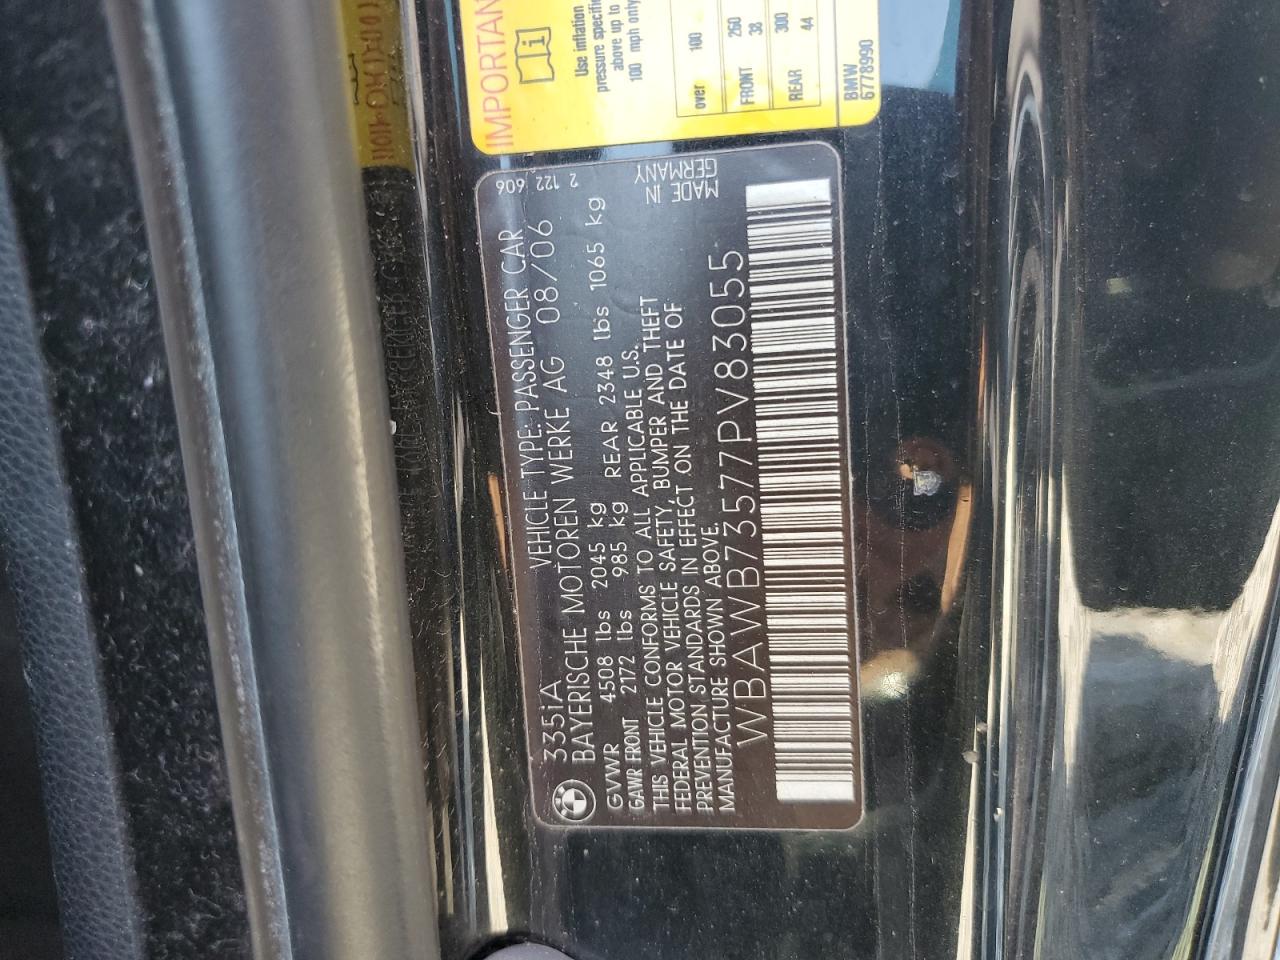 IMPORTAN
Use inflation
pressure specifi
above up to
100 mph only
over 100
FRONT 260
38
REAR 300
44
BMW
6778990
335iA VEHICLE TYPE: PASSENGER CAR 2 122 606
BAYERISCHE MOTOREN WERKE AG 08/06
GVWR 4508 lbs 2045 kg REAR 2348 lbs 1065 kg
GAWR FRONT 2172 lbs 985 kg
THIS VEHICLE CONFORMS TO ALL APPLICABLE U.S.
FEDERAL MOTOR VEHICLE SAFETY, BUMPER AND THEFT
PREVENTION STANDARDS IN EFFECT ON THE DATE OF
MANUFACTURE SHOWN ABOVE.
MADE IN
GERMANY
WBAWB73577PV83055